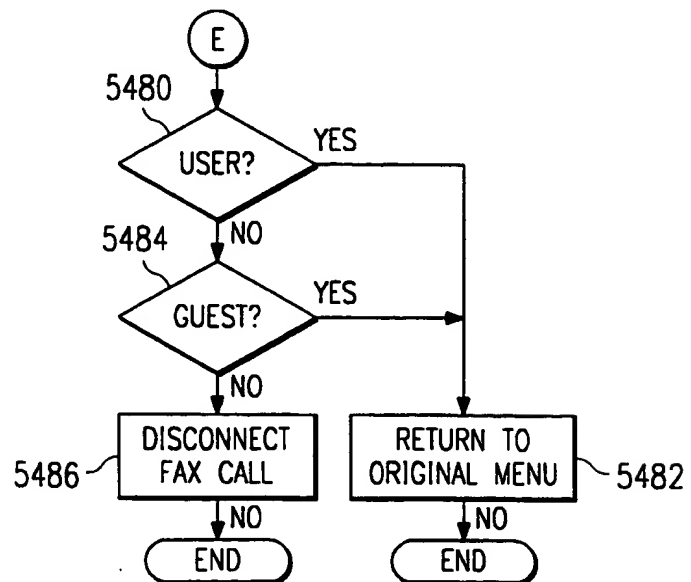 E
5480
USER?
YES
NO
5484
GUEST?
YES
NO
DISCONNECT
FAX CALL
5486
RETURN TO
ORIGINAL MENU
5482
NO
NO
END
END